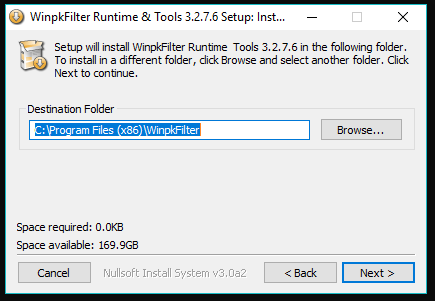 WinpkFilter Runtime & Tools 3.2.7.6 Setup: Inst...
Setup will install WinpkFilter Runtime  Tools 3.2.7.6 in the following folder.
To install in a different folder, click Browse and select another folder. Click
Next to continue.
Destination Folder
C:\Program Files (x86)\WinpkFilter
Browse...
Space required: 0.0KB
Space available: 169.9GB
Cancel
Nullsoft Install System v3.0a2
< Back
Next >